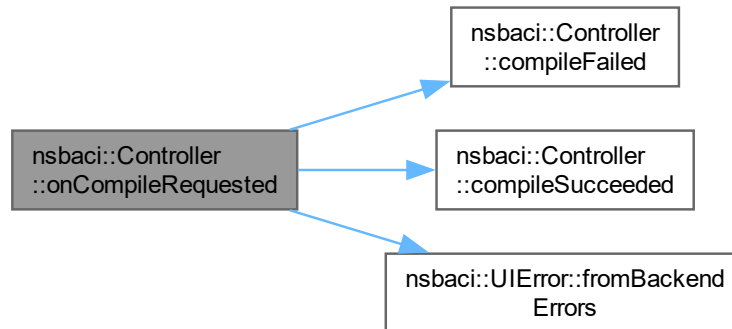 nsbaci::Controller
::compileFailed
nsbaci::Controller
::onCompileRequested
nsbaci::Controller
::compileSucceeded
nsbaci::UIError::fromBackend
Errors